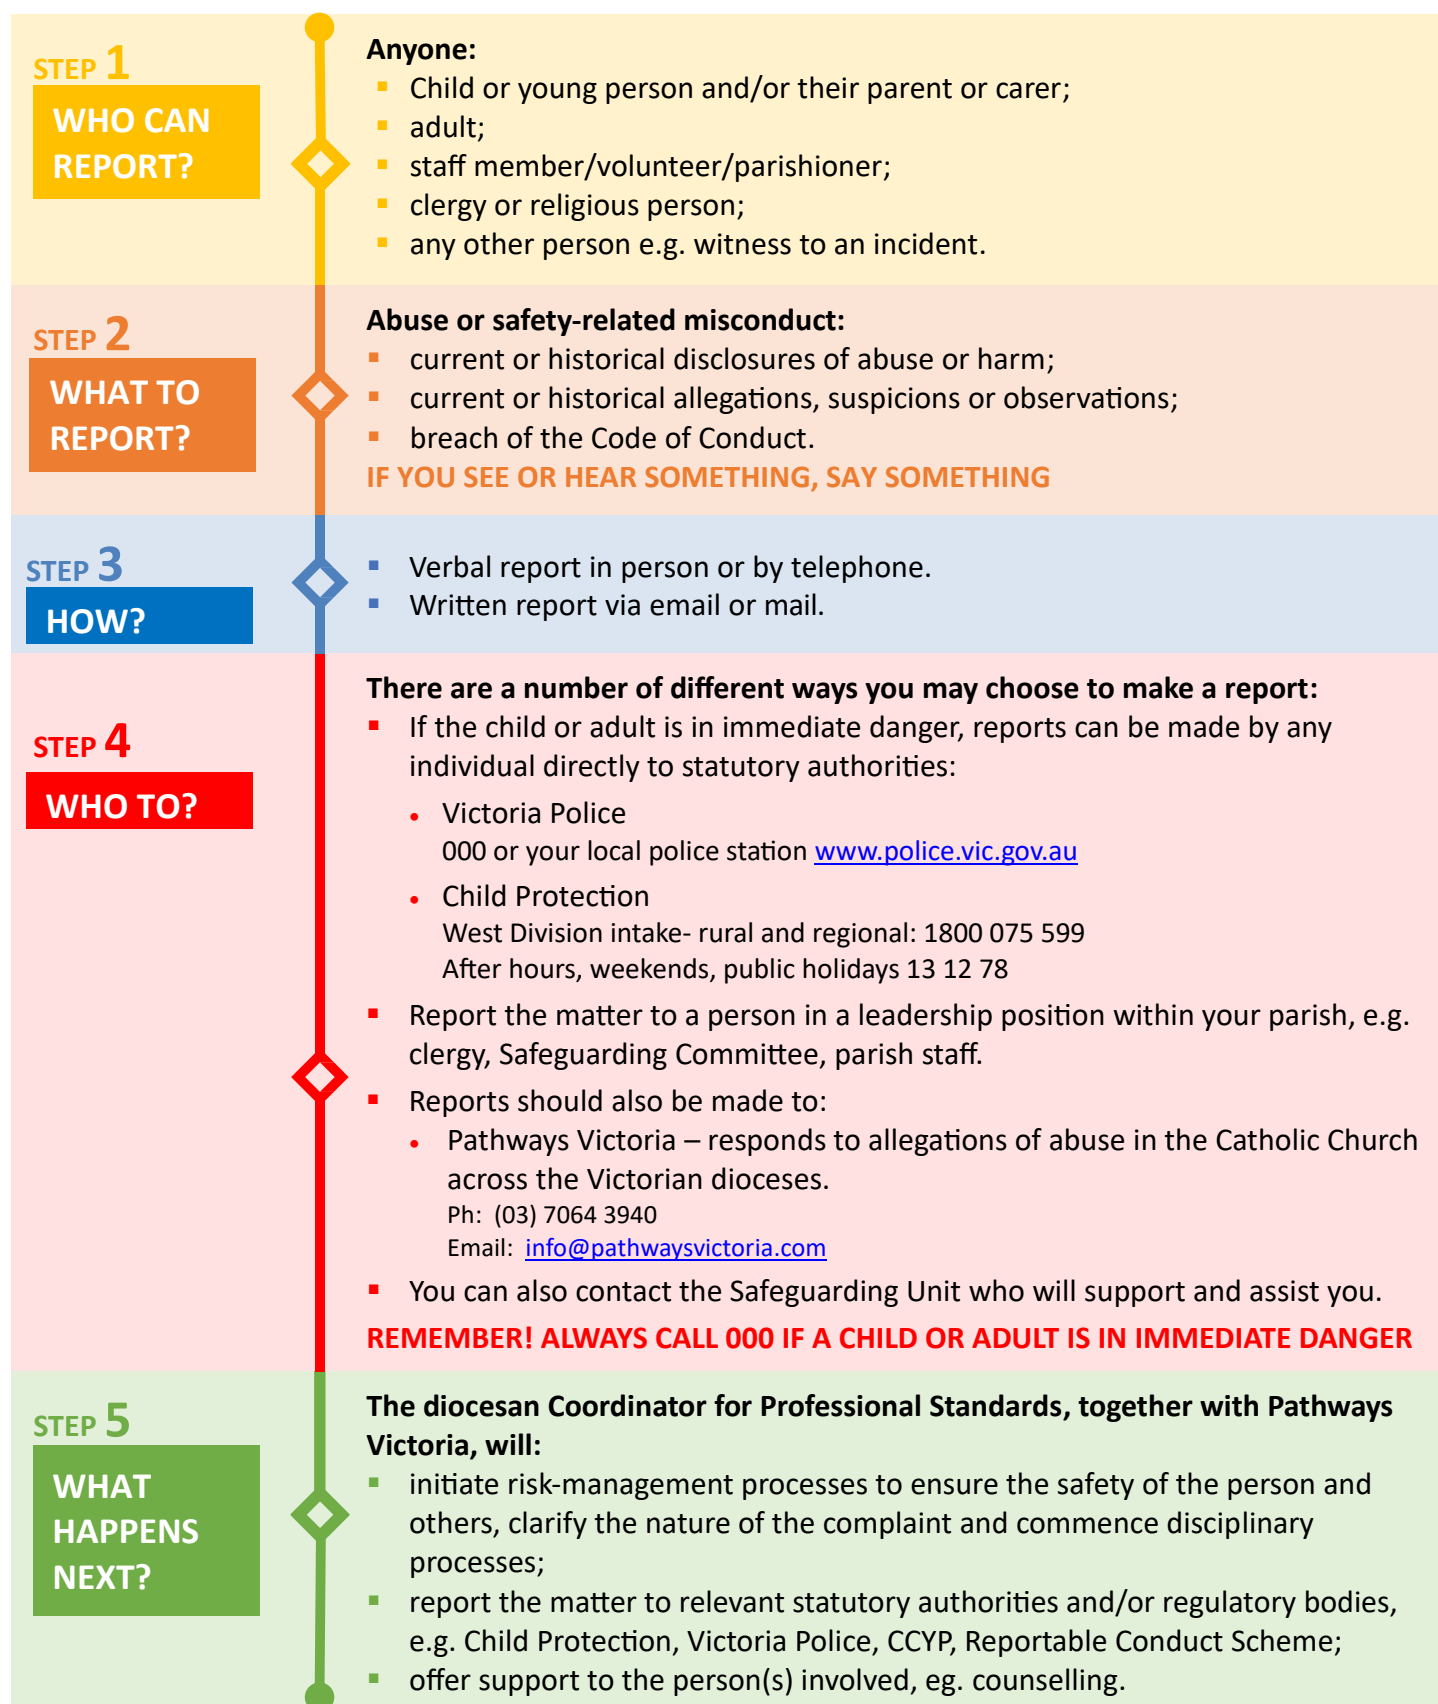 STEP 1
WHO CAN
REPORT?
Anyone:
▪ Child or young person and/or their parent or carer;
▪ adult;
▪ staff member/volunteer/parishioner;
▪ clergy or religious person;
▪ any other person e.g. witness to an incident.
STEP 2
WHAT TO
REPORT?
Abuse or safety-related misconduct:
▪ current or historical disclosures of abuse or harm;
▪ current or historical allegations, suspicions or observations;
▪ breach of the Code of Conduct.
IF YOU SEE OR HEAR SOMETHING, SAY SOMETHING
STEP 3
HOW?
▪ Verbal report in person or by telephone.
▪ Written report via email or mail.
STEP 4
WHO TO?
There are a number of different ways you may choose to make a report:
▪ If the child or adult is in immediate danger, reports can be made by any
individual directly to statutory authorities:
• Victoria Police
000 or your local police station www.police.vic.gov.au
• Child Protection
West Division intake- rural and regional: 1800 075 599
After hours, weekends, public holidays 13 12 78
▪ Report the matter to a person in a leadership position within your parish, e.g.
clergy, Safeguarding Committee, parish staff.
▪ Reports should also be made to:
• Pathways Victoria – responds to allegations of abuse in the Catholic Church
across the Victorian dioceses.
Ph: (03) 7064 3940
Email: info@pathwaysvictoria.com
▪ You can also contact the Safeguarding Unit who will support and assist you.
REMEMBER! ALWAYS CALL 000 IF A CHILD OR ADULT IS IN IMMEDIATE DANGER
STEP 5
WHAT
HAPPENS
NEXT?
The diocesan Coordinator for Professional Standards, together with Pathways
Victoria, will:
▪ initiate risk-management processes to ensure the safety of the person and
others, clarify the nature of the complaint and commence disciplinary
processes;
▪ report the matter to relevant statutory authorities and/or regulatory bodies,
e.g. Child Protection, Victoria Police, CCYP, Reportable Conduct Scheme;
▪ offer support to the person(s) involved, eg. counselling.